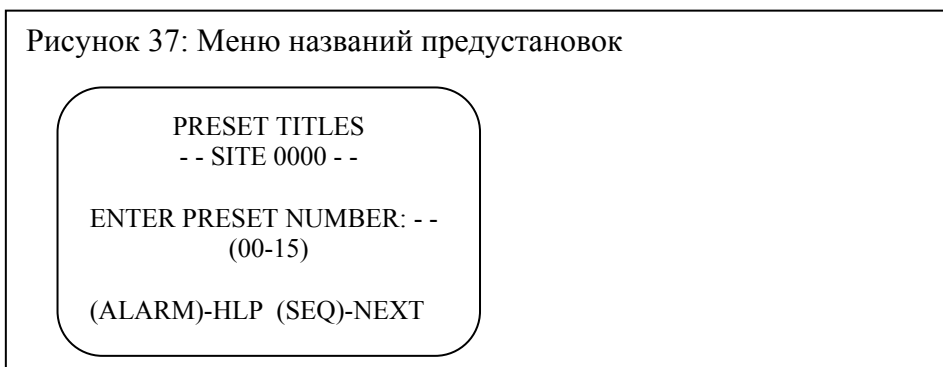 Рисунок 37: Меню названий предустановок
PRESET TITLES
- - SITE 0000 - -
ENTER PRESET NUMBER: - -
(00-15)
(ALARM)-HLP (SEQ)-NEXT